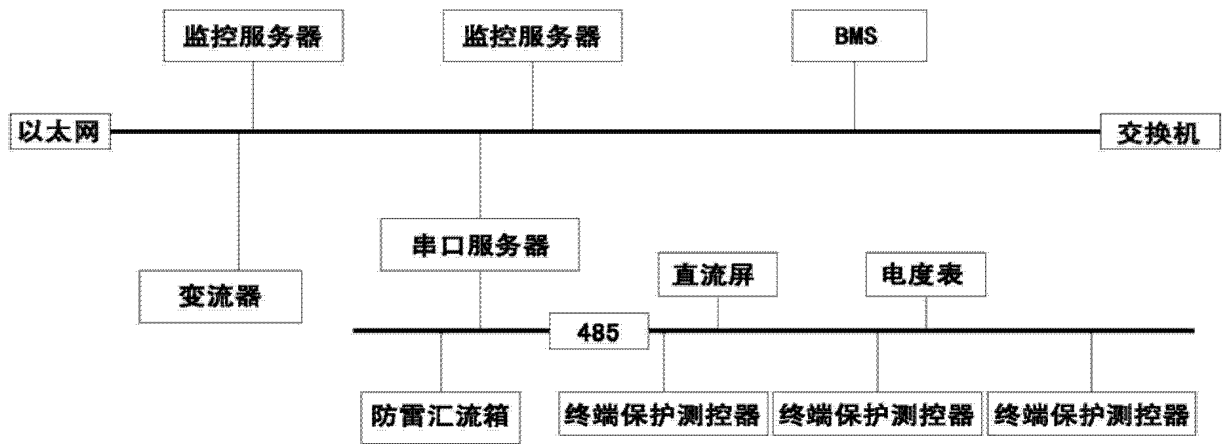 监控服务器
监控服务器
BMS
以太网
交换机
串口服务器
变流器
直流屏
电度表
485
防雷汇流箱
终端保护测控器
终端保护测控器
终端保护测控器